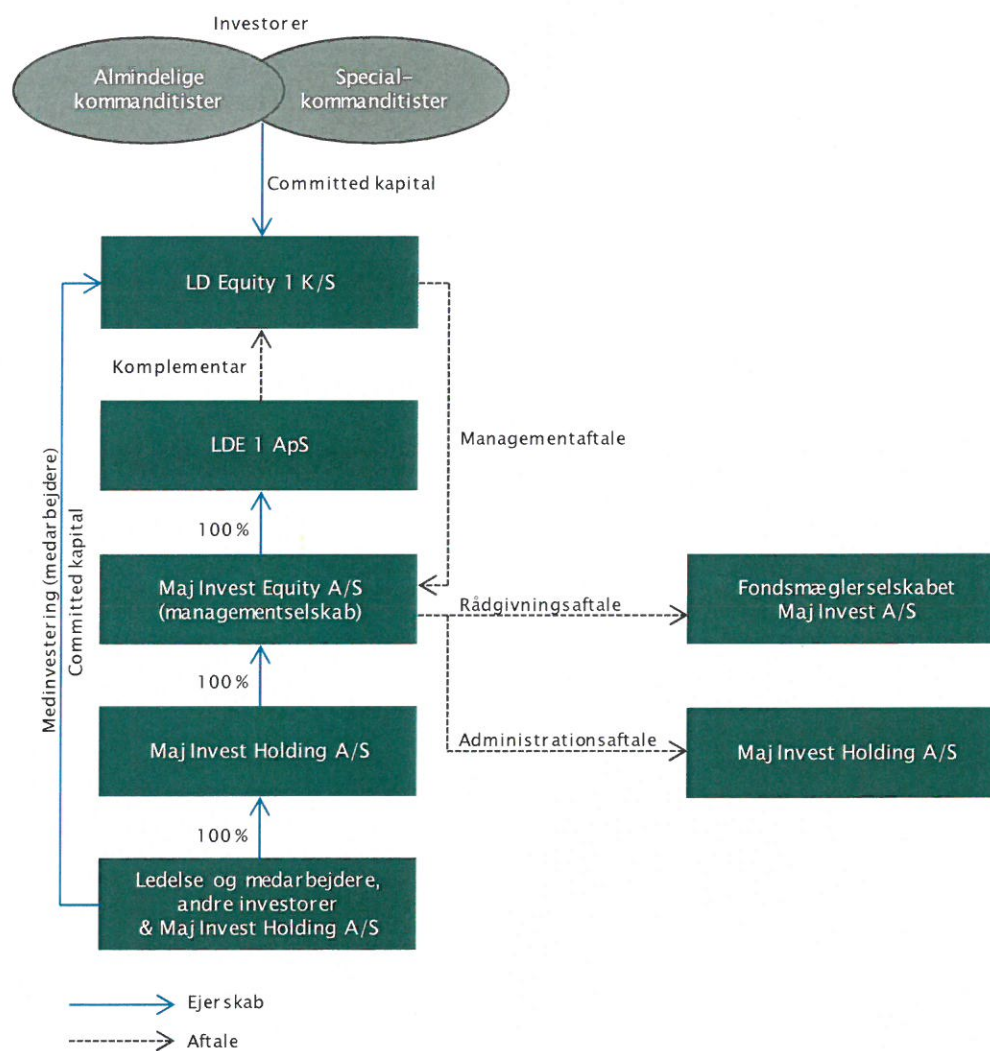 Investorer
Almindelige
kommanditister
Special-
kommanditister
Committed kapital
LD Equity 1 K/S
Komplementar
LDE 1 ApS
Managementaftale
100%
Medinvestering (medarbejdere)
Committed kapital
Maj Invest Equity A/S
(managementselskab)
Rådgivningsaftale
Fondsmæglerselskabet
Maj Invest A/S
100%
Maj Invest Holding A/S
Administrationsaftale
Maj Invest Holding A/S
100%
Ledelse og medarbejdere,
andre investorer
& Maj Invest Holding A/S
Ejerskab
Aftale